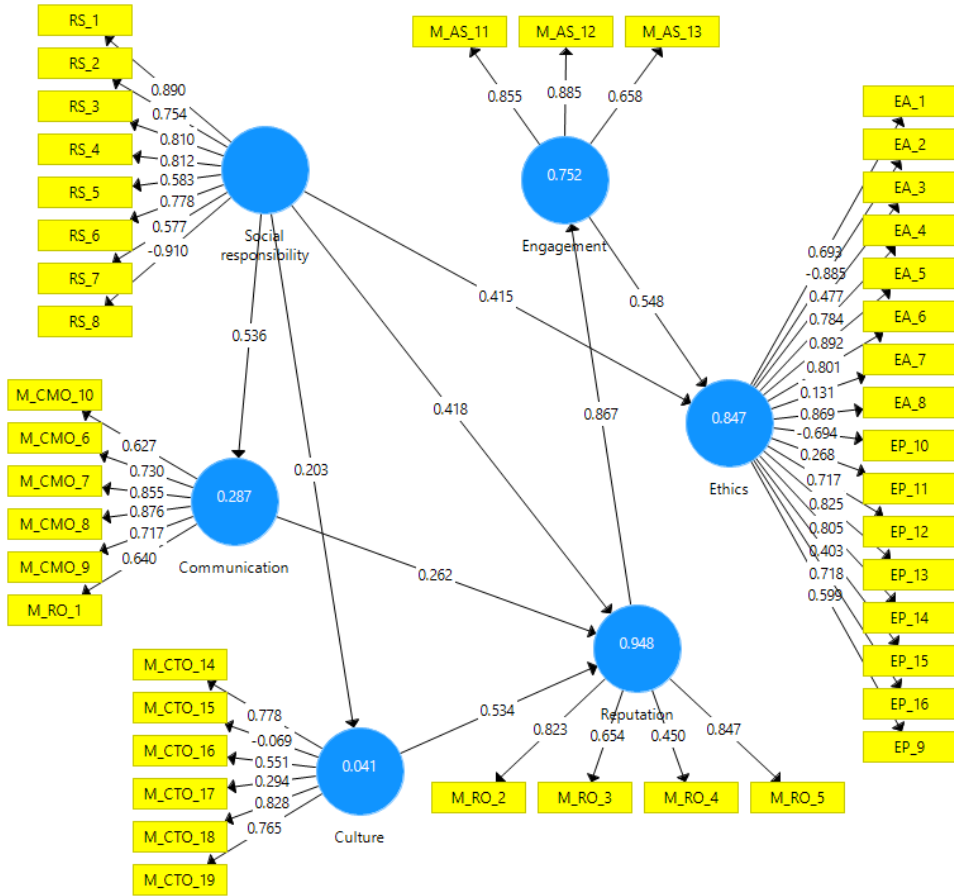 RS_1
RS_2
RS_3
RS_4
RS_5
RS_6
RS_7
RS_8
0.890
0.754
0.810
0.812
0.583
0.778
0.577
-0.910
Social
responsibility
M_AS_11
M_AS_12
M_AS_13
0.855
0.885
0.658
0.752
Engagement
EA_1
EA_2
EA_3
EA_4
EA_5
EA_6
EA_7
EA_8
EP_10
EP_11
EP_12
EP_13
EP_14
EP_15
EP_16
EP_9
0.693
-0.885
0.477
0.784
0.892
0.801
0.131
0.869
-0.694
0.268
0.717
0.825
0.805
0.403
0.718
0.599
0.847
Ethics
0.415
0.548
0.536
0.418
0.203
0.867
M_CMO_10
M_CMO_6
M_CMO_7
M_CMO_8
M_CMO_9
M_RO_1
0.627
0.730
0.855
0.876
0.717
0.640
0.287
Communication
0.262
0.534
M_CTO_14
M_CTO_15
M_CTO_16
M_CTO_17
M_CTO_18
M_CTO_19
0.778
-0.069
0.551
0.294
0.828
0.765
0.041
Culture
0.948
Reputation
0.823
0.654
0.450
0.847
M_RO_2
M_RO_3
M_RO_4
M_RO_5